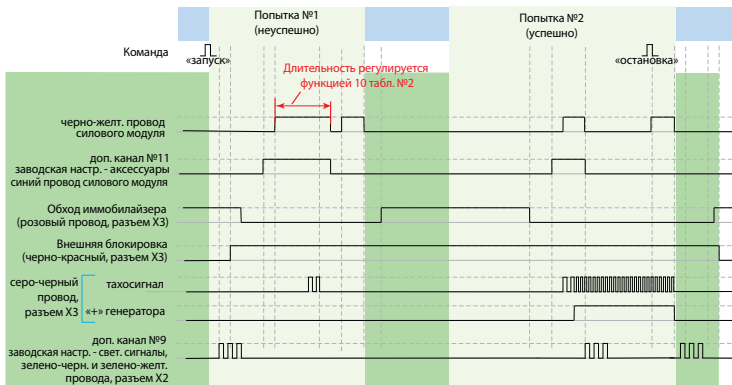 Попытка №1
(неуспешно)
Попытка №2
(успешно)
Команда
«запуск»
«остановка»
Длительность регулируется
функцией 10 табл. №2
черно-желт. провод
силового модуля
доп. канал №11
заводская настр. - аксессуары
синий провод силового модуля
Обход иммобилайзера
(розовый провод, разъем X3)
Внешняя блокировка
(черно-красный, разъем X3)
серо-черный
провод,
разъем X3
тахосигнал
«+» генератора
доп. канал №9
заводская настр. - свет. сигналы,
зелено-черн. и зелено-желт.
провода, разъем X2